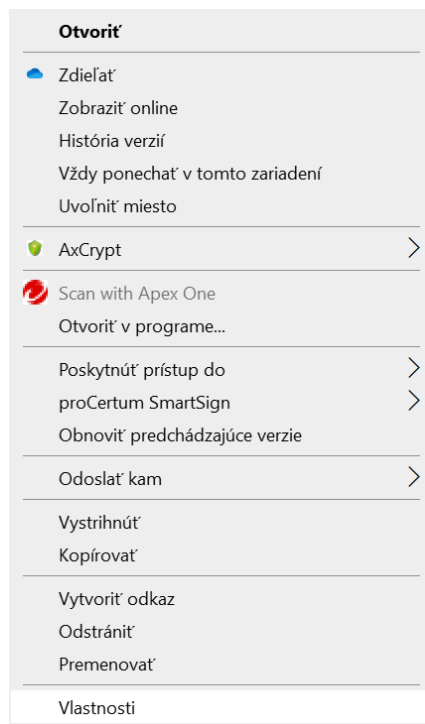 Otvoriť
Zdieľať
Zobraziť online
História verzií
Vždy ponechať v tomto zariadení
Uvoľniť miesto
AxCrypt
Scan with Apex One
Otvoriť v programe...
Poskytnúť prístup do
proCertum SmartSign
Obnoviť predchádzajúce verzie
Odoslať kam
Vystrihnúť
Kopírovať
Vytvoriť odkaz
Odstrániť
Premenovať
Vlastnosti